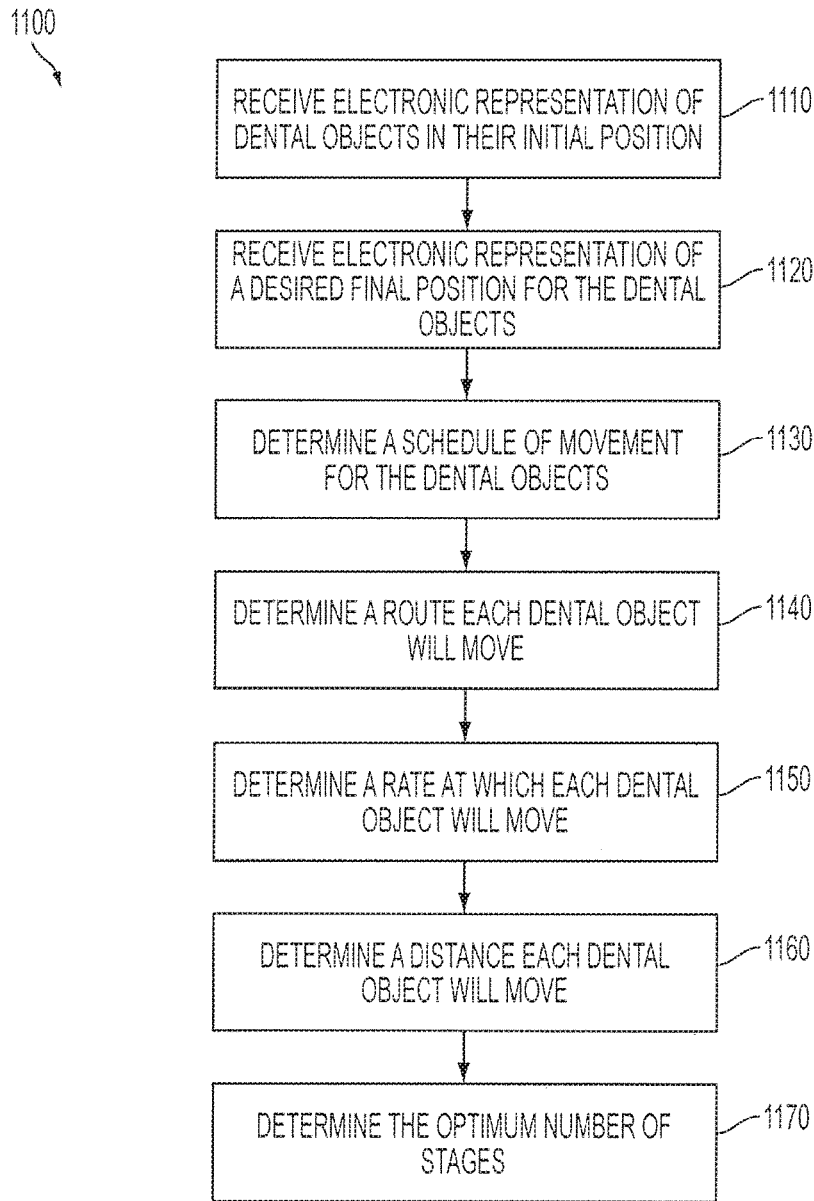 1100
RECEIVE ELECTRONIC REPRESENTATION OF
DENTAL OBJECTS IN THEIR INITIAL POSITION
1110
RECEIVE ELECTRONIC REPRESENTATION OF
A DESIRED FINAL POSITION FOR THE DENTAL
OBJECTS
1120
DETERMINE A SCHEDULE OF MOVEMENT
FOR THE DENTAL OBJECTS
1130
DETERMINE A ROUTE EACH DENTAL OBJECT
WILL MOVE
1140
DETERMINE A RATE AT WHICH EACH DENTAL
OBJECT WILL MOVE
1150
DETERMINE A DISTANCE EACH DENTAL
OBJECT WILL MOVE
1160
DETERMINE THE OPTIMUM NUMBER OF
STAGES
1170